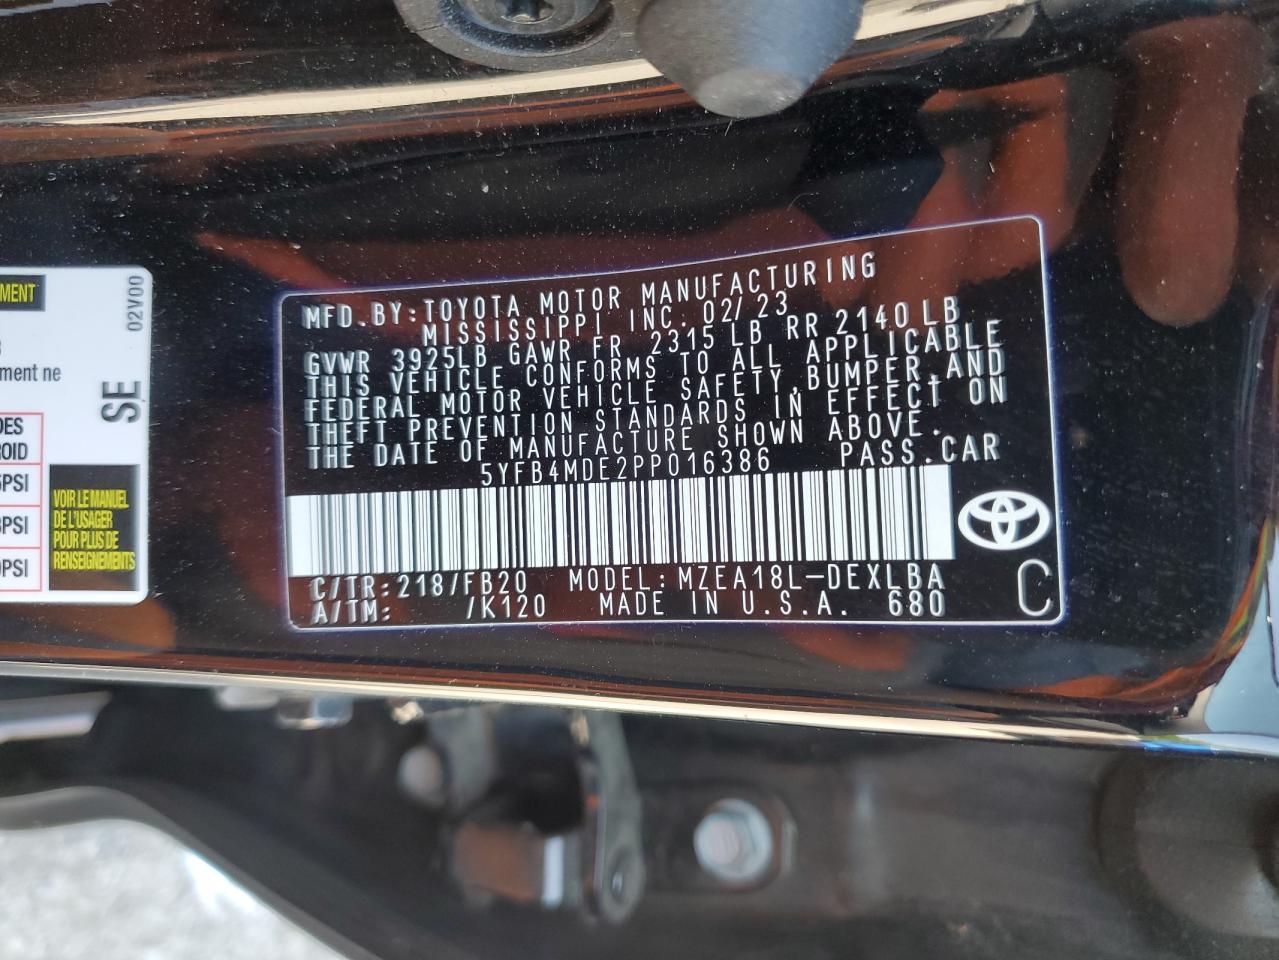 MFD.BY:TOYOTA MOTOR MANUFACTURING
MISSISSIPPI INC. 02/23
GVWR 3925LB GAWR FR 2315 LB RR 2140 LB
THIS VEHICLE CONFORMS TO ALL APPLICABLE
FEDERAL MOTOR VEHICLE SAFETY, BUMPER, AND
THEFT PREVENTION STANDARDS IN EFFECT ON
THE DATE OF MANUFACTURE SHOWN ABOVE.
5YFB4MDE2PP016386 PASS.CAR
C/TR:218/FB20 MODEL:MZEA18L-DEXLBA
A/TM: /K120 MADE IN U.S.A. 680
C
MENT
02V00
ment ne
SE
DES
OID
PSI
PSI
PSI
VOIR LE MANUEL
DE L'USAGER
POUR PLUS DE
RENSEIGNEMENTS